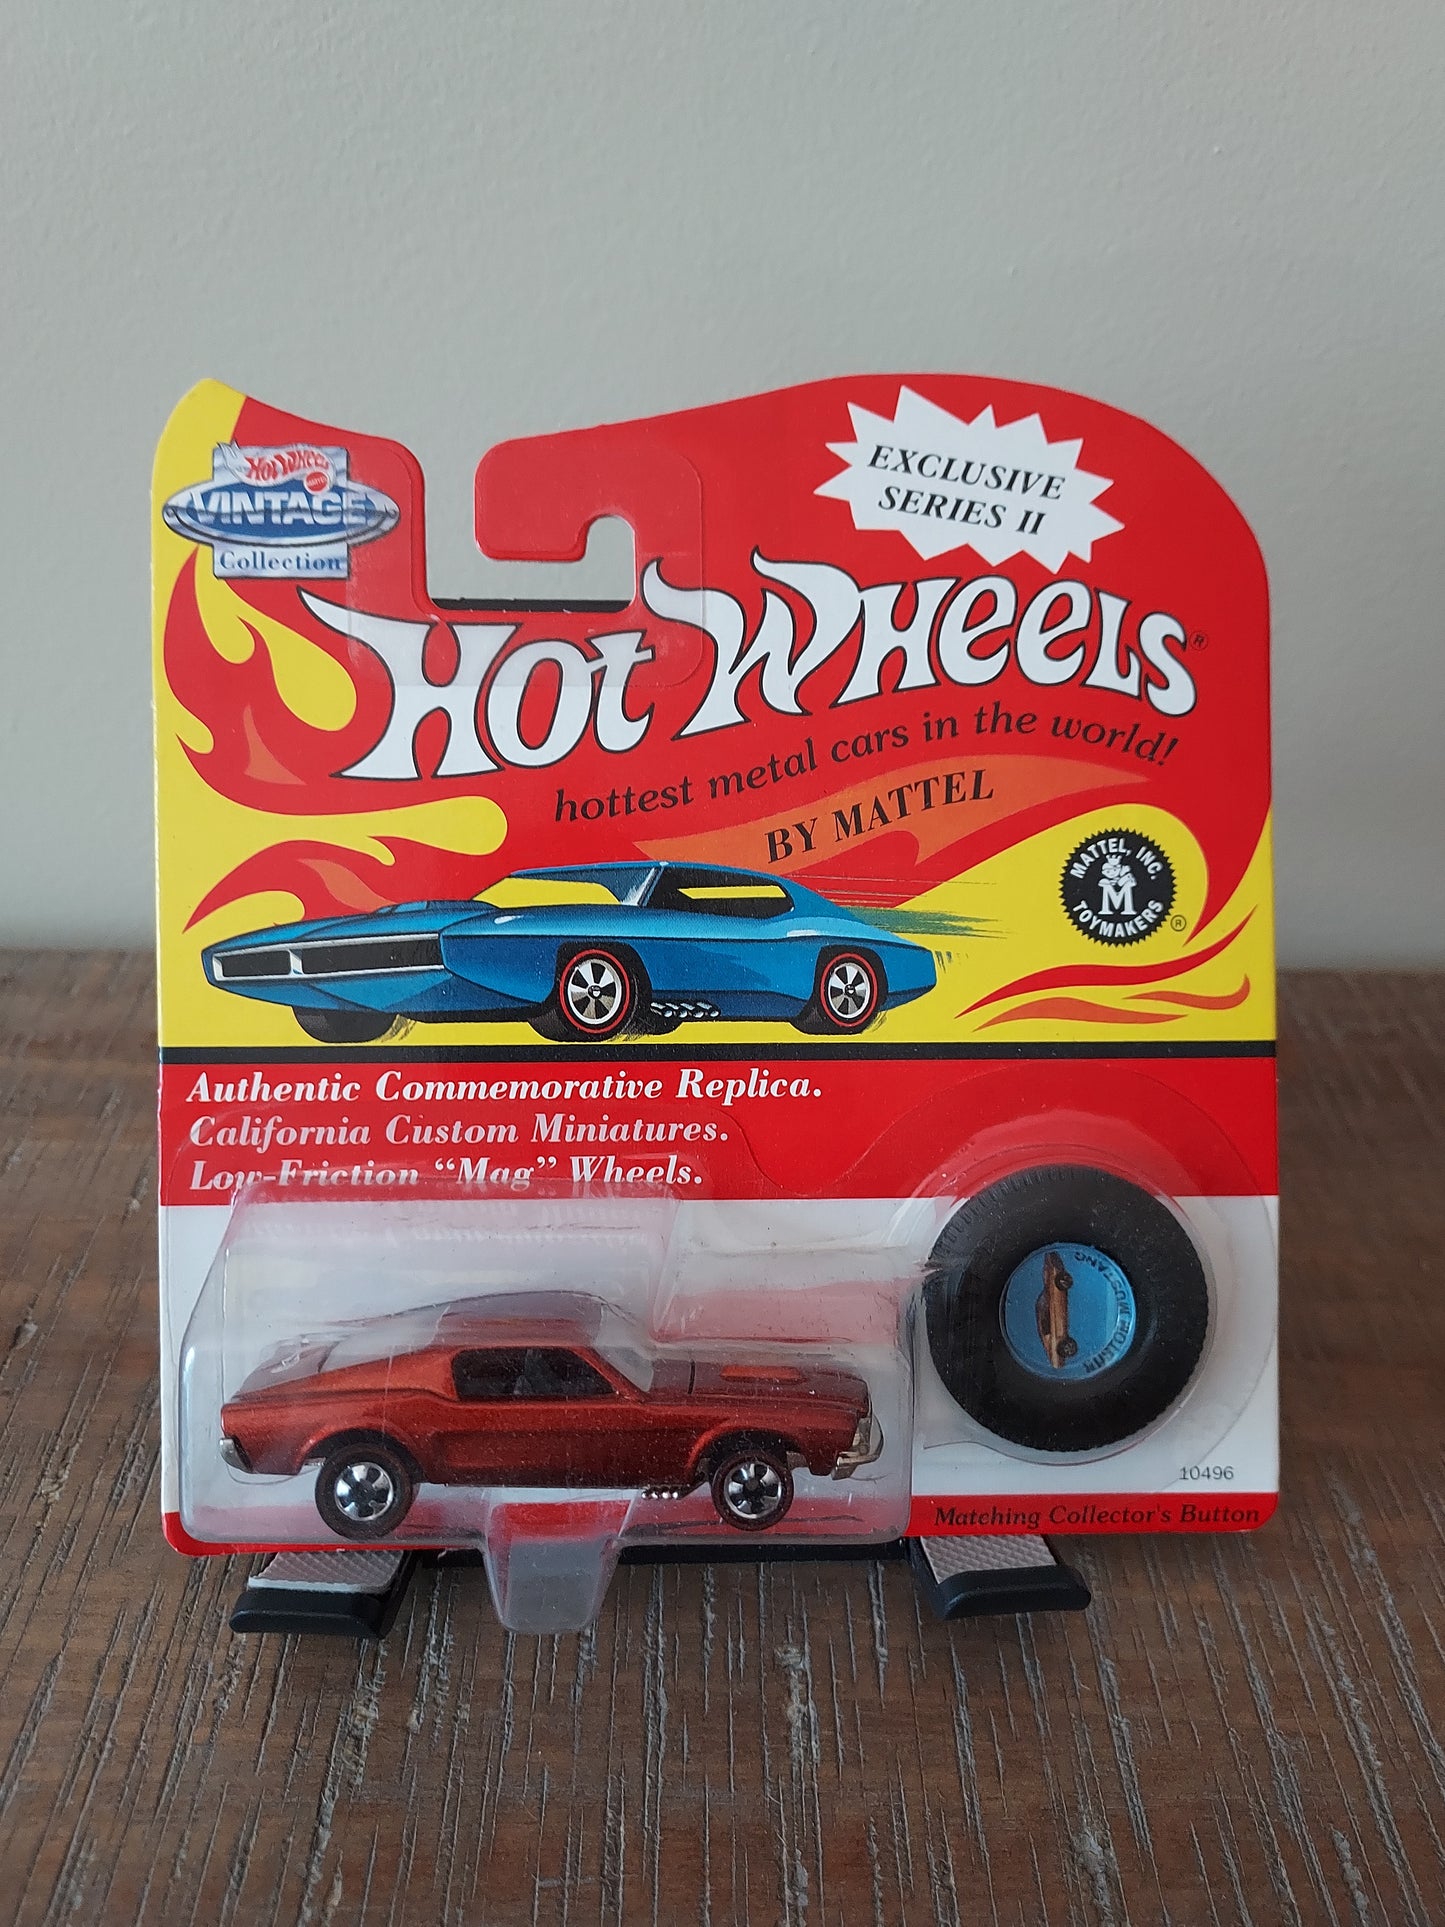 HOT WHEELS
MATTEL
VINTAGE
Collection
EXCLUSIVE
SERIES II
HOT WHEELS®
hottest metal cars in the world!
BY MATTEL
MATTEL, INC.
M
TOYMAKERS
®
Authentic Commemorative Replica.
California Custom Miniatures.
Low-Friction “Mag” Wheels.
CUSTOM MUSTANG
10496
Matching Collector's Button